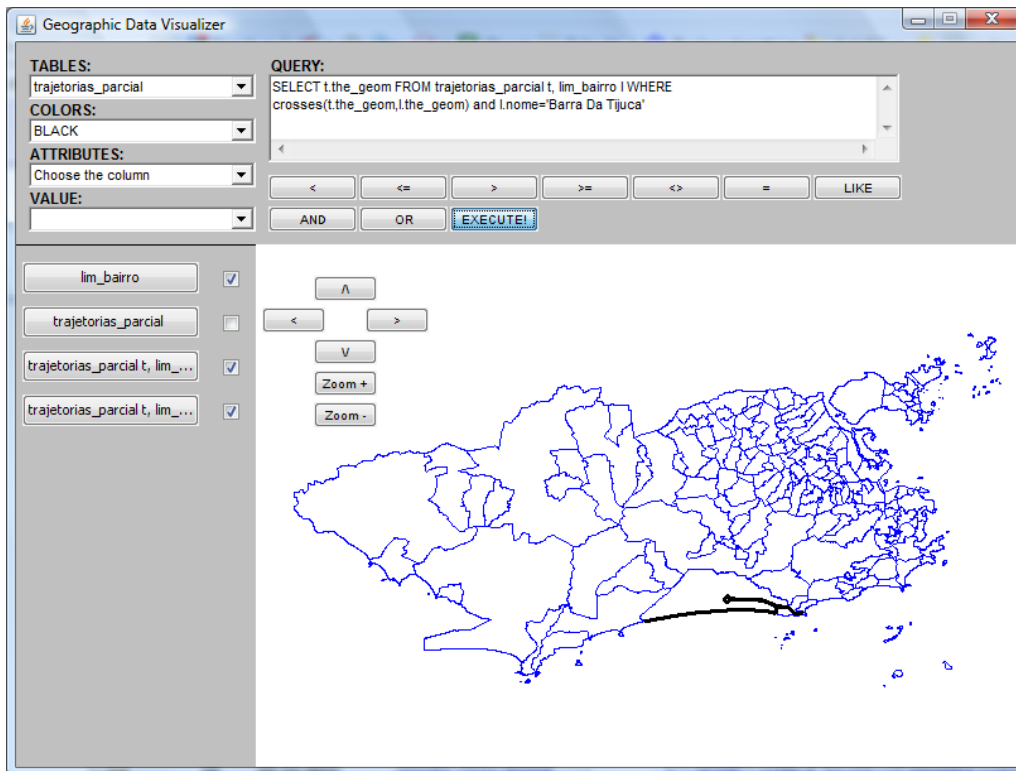 Geographic Data Visualizer
TABLES:
trajetorias_parcial
COLORS:
BLACK
ATTRIBUTES:
Choose the column
VALUE:
QUERY:
SELECT t.the_geom FROM trajetorias_parcial t, lim_bairro l WHERE
crosses(t.the_geom,l.the_geom) and l.nome='Barra Da Tijuca'
< <= > >= <> = LIKE
AND OR EXECUTE!
lim_bairro
trajetorias_parcial
trajetorias_parcial t, lim_...
trajetorias_parcial t, lim_...
/\
< >
\/
Zoom +
Zoom -